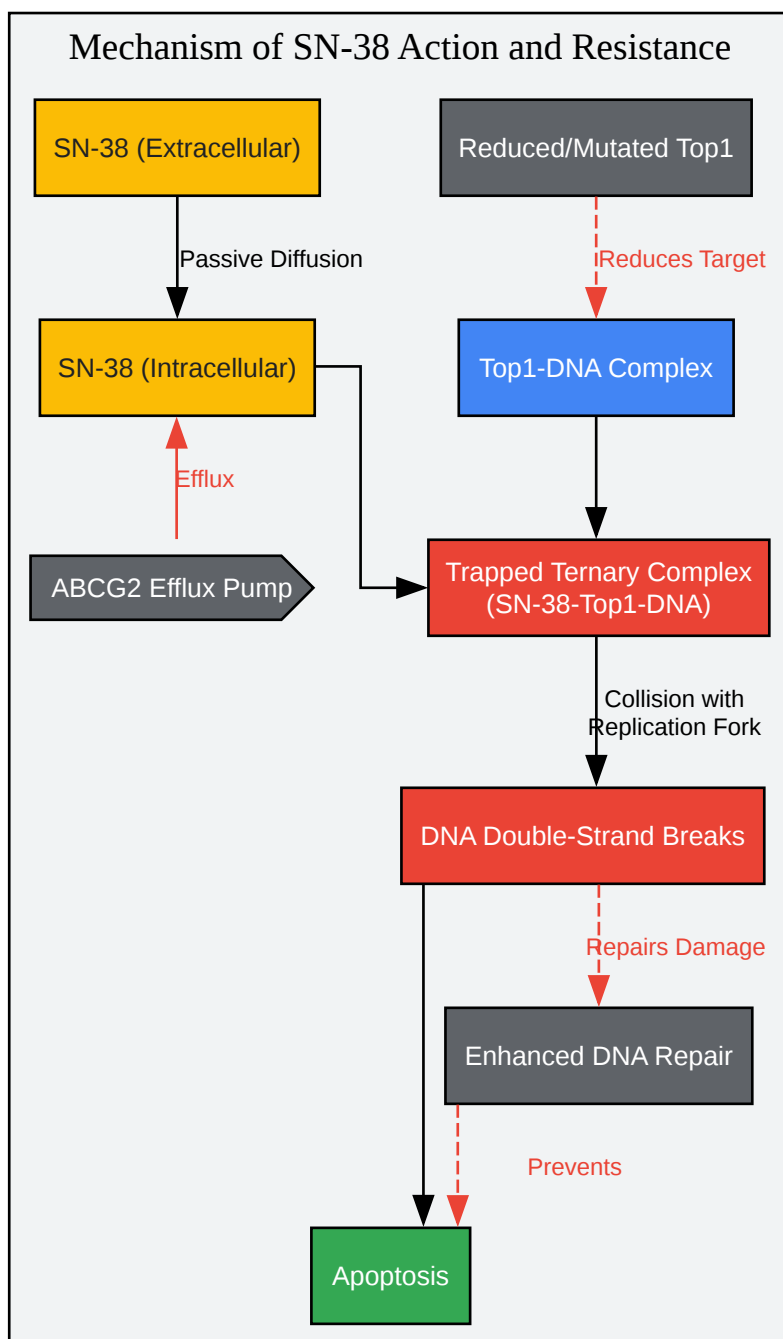 Mechanism of SN-38 Action and Resistance
SN-38 (Extracellular)
Reduced/Mutated Top1
Passive Diffusion
Reduces Target
SN-38 (Intracellular)
Top1-DNA Complex
Efflux
ABCG2 Efflux Pump
Trapped Ternary Complex
(SN-38-Top1-DNA)
Collision with
Replication Fork
DNA Double-Strand Breaks
Repairs Damage
Enhanced DNA Repair
Prevents
Apoptosis